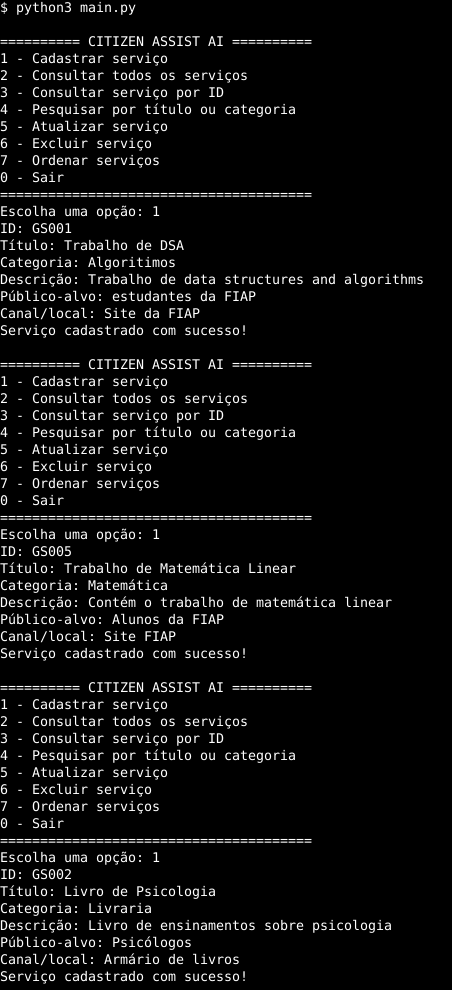 $ python3 main.py
========== CITIZEN ASSIST AI ==========
1 - Cadastrar serviço
2 - Consultar todos os serviços
3 - Consultar serviço por ID
4 - Pesquisar por título ou categoria
5 - Atualizar serviço
6 - Excluir serviço
7 - Ordenar serviços
0 - Sair
=======================================
Escolha uma opção: 1
ID: GS001
Título: Trabalho de DSA
Categoria: Algoritimos
Descrição: Trabalho de data structures and algorithms
Público-alvo: estudantes da FIAP
Canal/local: Site da FIAP
Serviço cadastrado com sucesso!
========== CITIZEN ASSIST AI ==========
1 - Cadastrar serviço
2 - Consultar todos os serviços
3 - Consultar serviço por ID
4 - Pesquisar por título ou categoria
5 - Atualizar serviço
6 - Excluir serviço
7 - Ordenar serviços
0 - Sair
=======================================
Escolha uma opção: 1
ID: GS005
Título: Trabalho de Matemática Linear
Categoria: Matemática
Descrição: Contém o trabalho de matemática linear
Público-alvo: Alunos da FIAP
Canal/local: Site FIAP
Serviço cadastrado com sucesso!
========== CITIZEN ASSIST AI ==========
1 - Cadastrar serviço
2 - Consultar todos os serviços
3 - Consultar serviço por ID
4 - Pesquisar por título ou categoria
5 - Atualizar serviço
6 - Excluir serviço
7 - Ordenar serviços
0 - Sair
=======================================
Escolha uma opção: 1
ID: GS002
Título: Livro de Psicologia
Categoria: Livraria
Descrição: Livro de ensinamentos sobre psicologia
Público-alvo: Psicólogos
Canal/local: Armário de livros
Serviço cadastrado com sucesso!